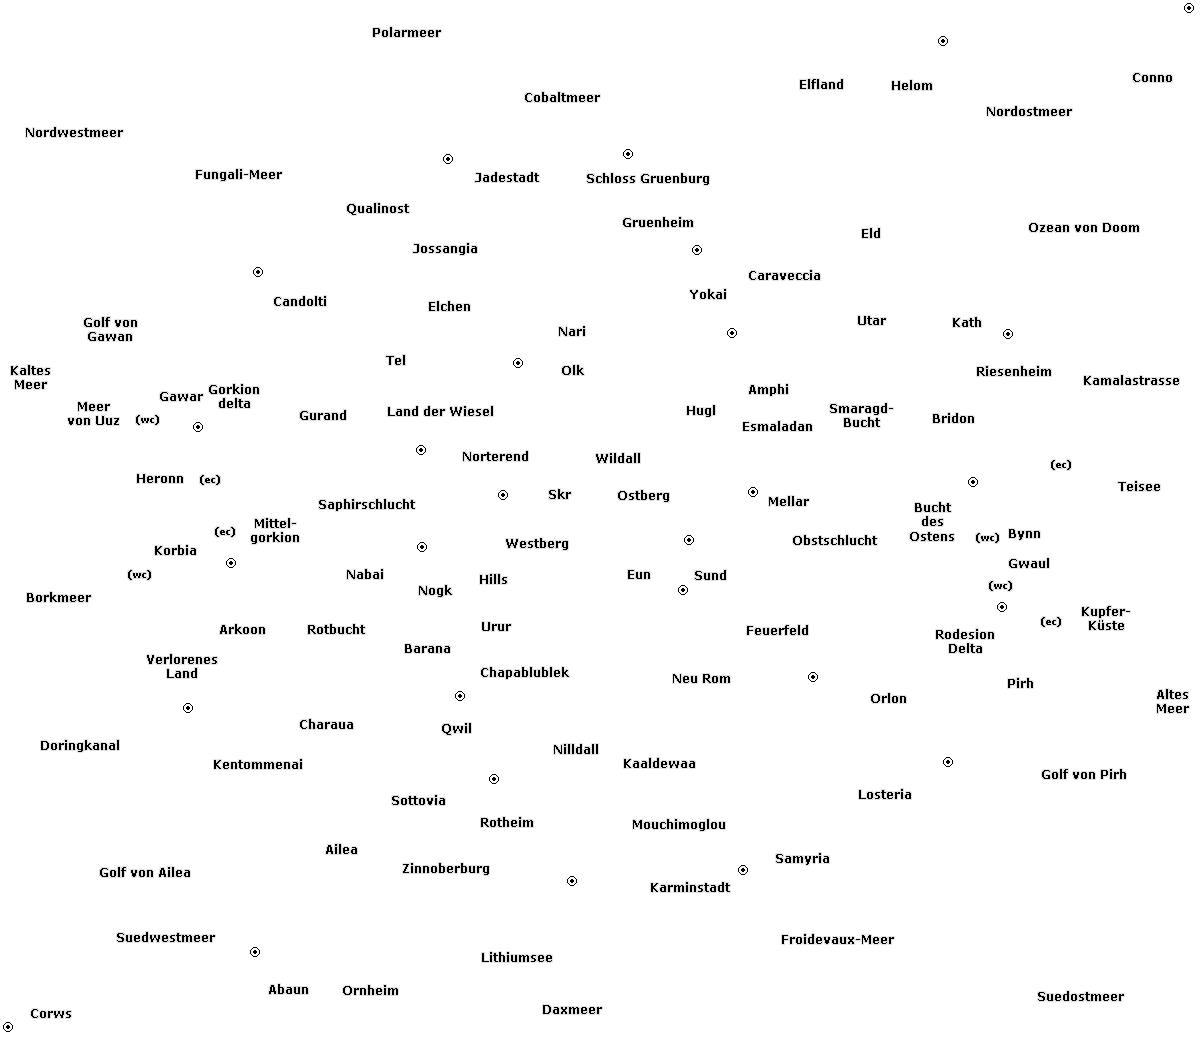 Polarmeer
Conno
Elfland
Helom
Cobaltmeer
Nordostmeer
Nordwestmeer
Fungali-Meer
Jadestadt
Schloss Gruenburg
Qualinost
Gruenheim
Ozean von Doom
Eld
Jossangia
Caraveccia
Yokai
Candolti
Elchen
Golf von
Gawan
Nari
Utar
Kath
Tel
Kaltes
Meer
Olk
Riesenheim
Kamalastrasse
Gawar
Gorkion
delta
Amphi
Meer
von Uuz
(wc)
Gurand
Land der Wiesel
Hugl
Esmaladan
Smaragd-
Bucht
Bridon
Norterend
Wildall
(ec)
Heronn
(ec)
Teisee
Saphirschlucht
Skr
Ostberg
Mellar
Bucht
des
Ostens
(ec)
Mittel-
gorkion
(wc)
Bynn
Korbia
Westberg
Obstschlucht
Gwaul
(wc)
Nabai
Nogk
Hills
Eun
Sund
(wc)
Borkmeer
Kupfer-
Küste
(ec)
Arkoon
Rotbucht
Urur
Feuerfeld
Rodesion
Delta
Barana
Verlorenes
Land
Chapablublek
Neu Rom
Pirh
Orlon
Altes
Meer
Charaua
Qwil
Doringkanal
Nilldall
Kentommenai
Kaaldewaa
Golf von Pirh
Sottovia
Losteria
Rotheim
Mouchimoglou
Ailea
Samyria
Golf von Ailea
Zinnoberburg
Karminstadt
Suedwestmeer
Froidevaux-Meer
Lithiumsee
Abaun
Ornheim
Suedostmeer
Corws
Daxmeer